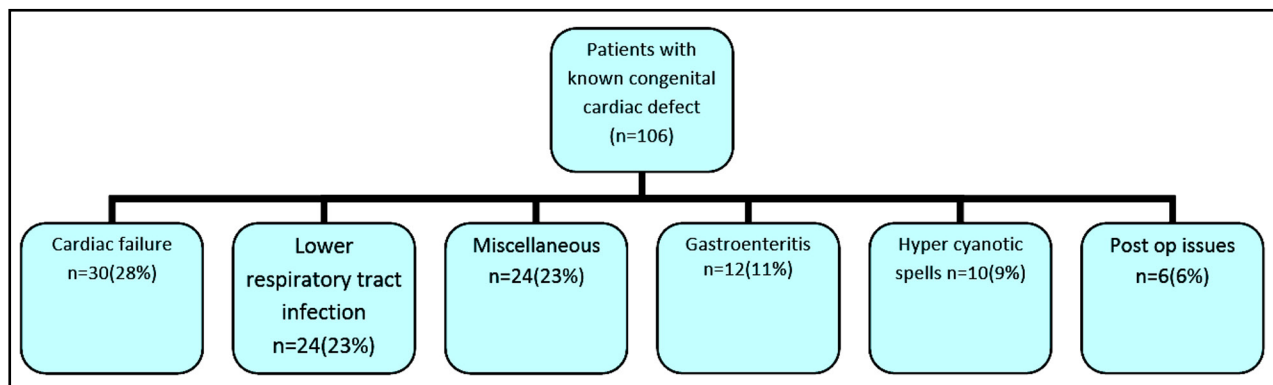 Patients with
known congenital
cardiac defect
(n=106)
Cardiac failure
n=30(28%)
Lower
respiratory tract
infection
n=24(23%)
Miscellaneous
n=24(23%)
Gastroenteritis
n=12(11%)
Hyper cyanotic
spells n=10(9%)
Post op issues
n=6(6%)